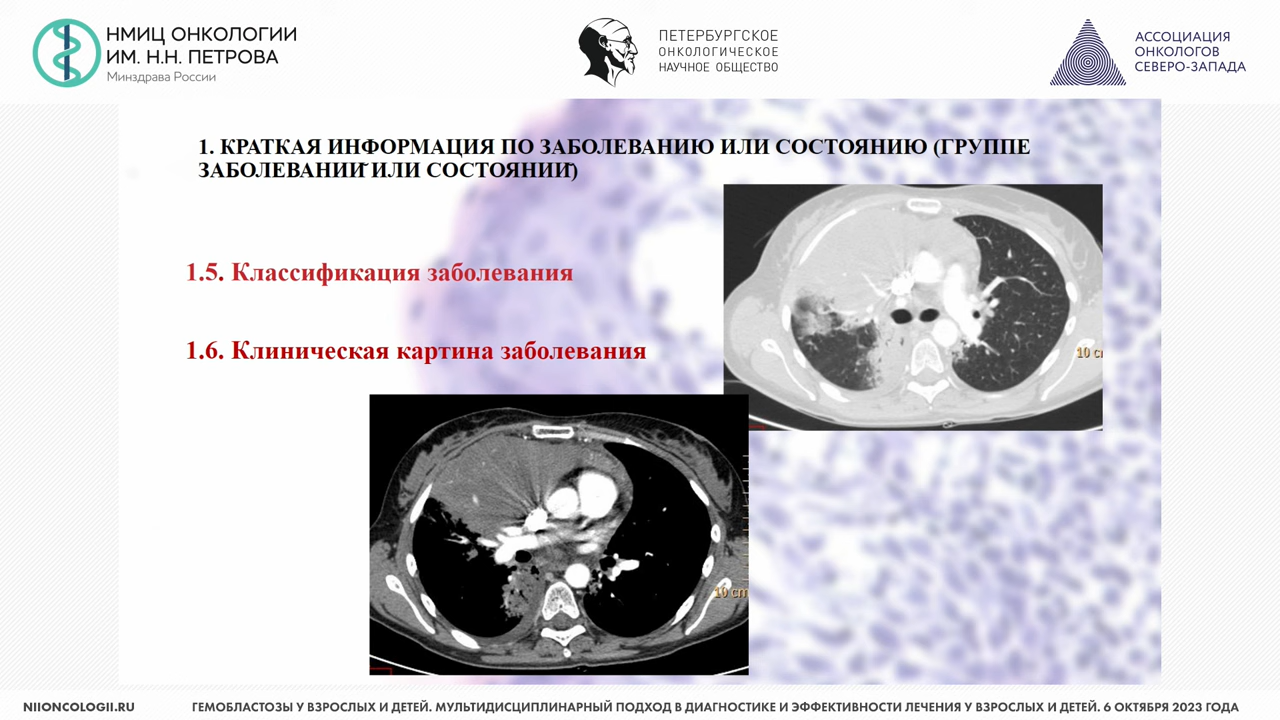 НМИЦ ОНКОЛОГИИ
ИМ. Н.Н. ПЕТРОВА
Минздрава России
ПЕТЕРБУРГСКОЕ
ОНКОЛОГИЧЕСКОЕ
НАУЧНОЕ ОБЩЕСТВО
АССОЦИАЦИЯ
ОНКОЛОГОВ
СЕВЕРО-ЗАПАДА
1. КРАТКАЯ ИНФОРМАЦИЯ ПО ЗАБОЛЕВАНИЮ ИЛИ СОСТОЯНИЮ (ГРУППЕ
ЗАБОЛЕВАНИЙ ИЛИ СОСТОЯНИЙ)
1.5. Классификация заболевания
1.6. Клиническая картина заболевания
10 cm
10 cm
NIIONCOLOGII.RU
ГЕМОБЛАСТОЗЫ У ВЗРОСЛЫХ И ДЕТЕЙ. МУЛЬТИДИСЦИПЛИНАРНЫЙ ПОДХОД В ДИАГНОСТИКЕ И ЭФФЕКТИВНОСТИ ЛЕЧЕНИЯ У ВЗРОСЛЫХ И ДЕТЕЙ. 6 ОКТЯБРЯ 2023 ГОДА